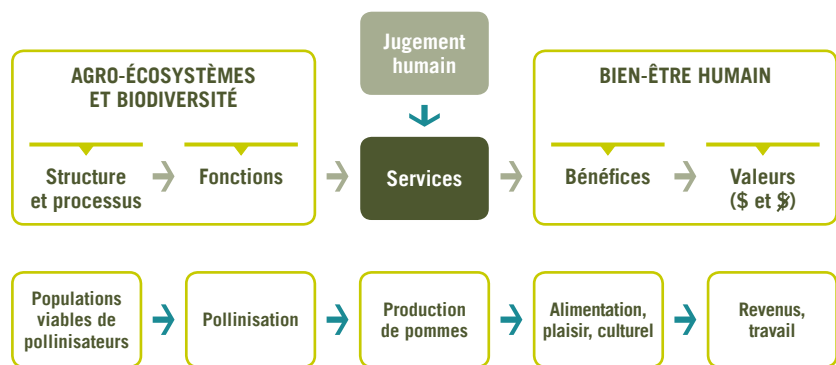 Jugement
humain
AGRO-ÉCOSYSTÈMES
ET BIODIVERSITÉ
Structure
et processus
Fonctions
Services
BIEN-ÊTRE HUMAIN
Bénéfices
Valeurs
($ et $)
Populations
viables de
pollinisateurs
Pollinisation
Production
de pommes
Alimentation,
plaisir, culturel
Revenus,
travail